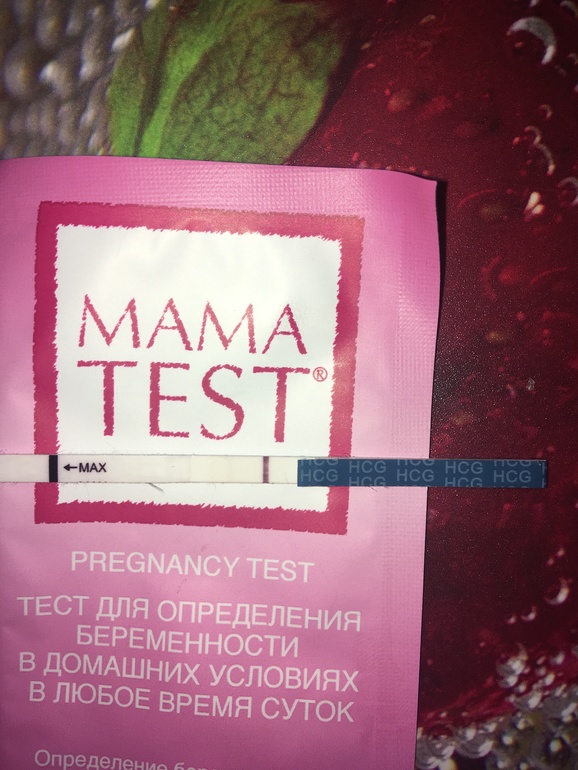 MAMA
TEST®
←MAX
HCG HCG HCG HCG HCG
HCG HCG HCG HCG HCG
PREGNANCY TEST
ТЕСТ ДЛЯ ОПРЕДЕЛЕНИЯ
БЕРЕМЕННОСТИ
В ДОМАШНИХ УСЛОВИЯХ
В ЛЮБОЕ ВРЕМЯ СУТОК
Определение